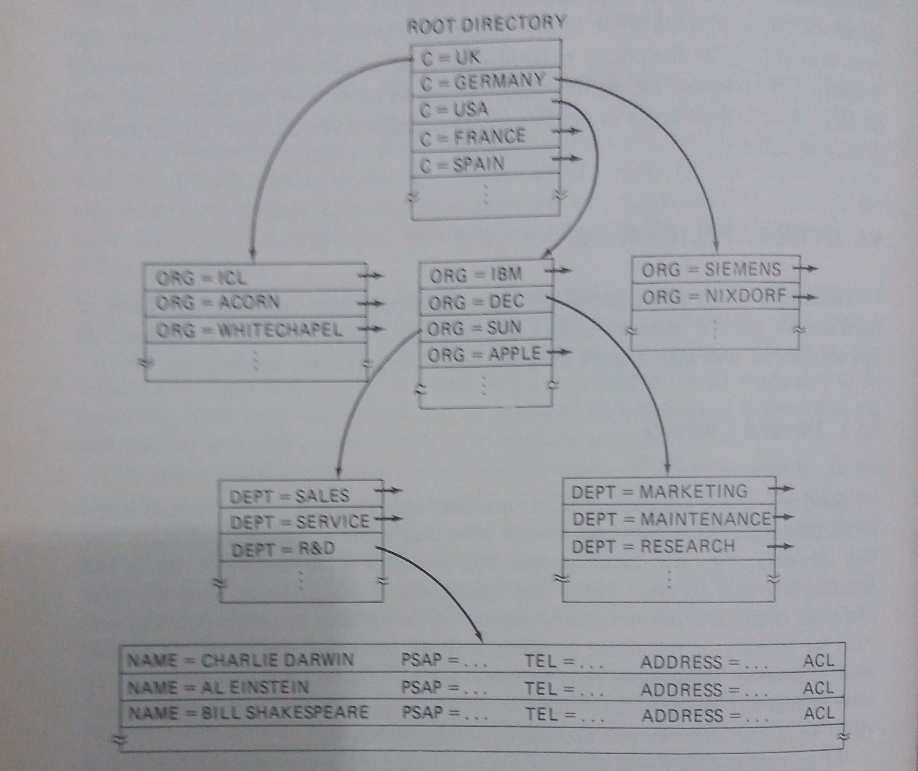 ROOT DIRECTORY
C = UK
C = GERMANY
C = USA
C = FRANCE
C = SPAIN
ORG = ICL
ORG = ACORN
ORG = WHITECHAPEL
ORG = IBM
ORG = DEC
ORG = SUN
ORG = APPLE
ORG = SIEMENS
ORG = NIXDORF
DEPT = SALES
DEPT = SERVICE
DEPT = R&D
DEPT = MARKETING
DEPT = MAINTENANCE
DEPT = RESEARCH
NAME = CHARLIE DARWIN PSAP = ... TEL = ... ADDRESS = ... ACL
NAME = AL EINSTEIN PSAP = ... TEL = ... ADDRESS = ... ACL
NAME = BILL SHAKESPEARE PSAP = ... TEL = ... ADDRESS = ... ACL